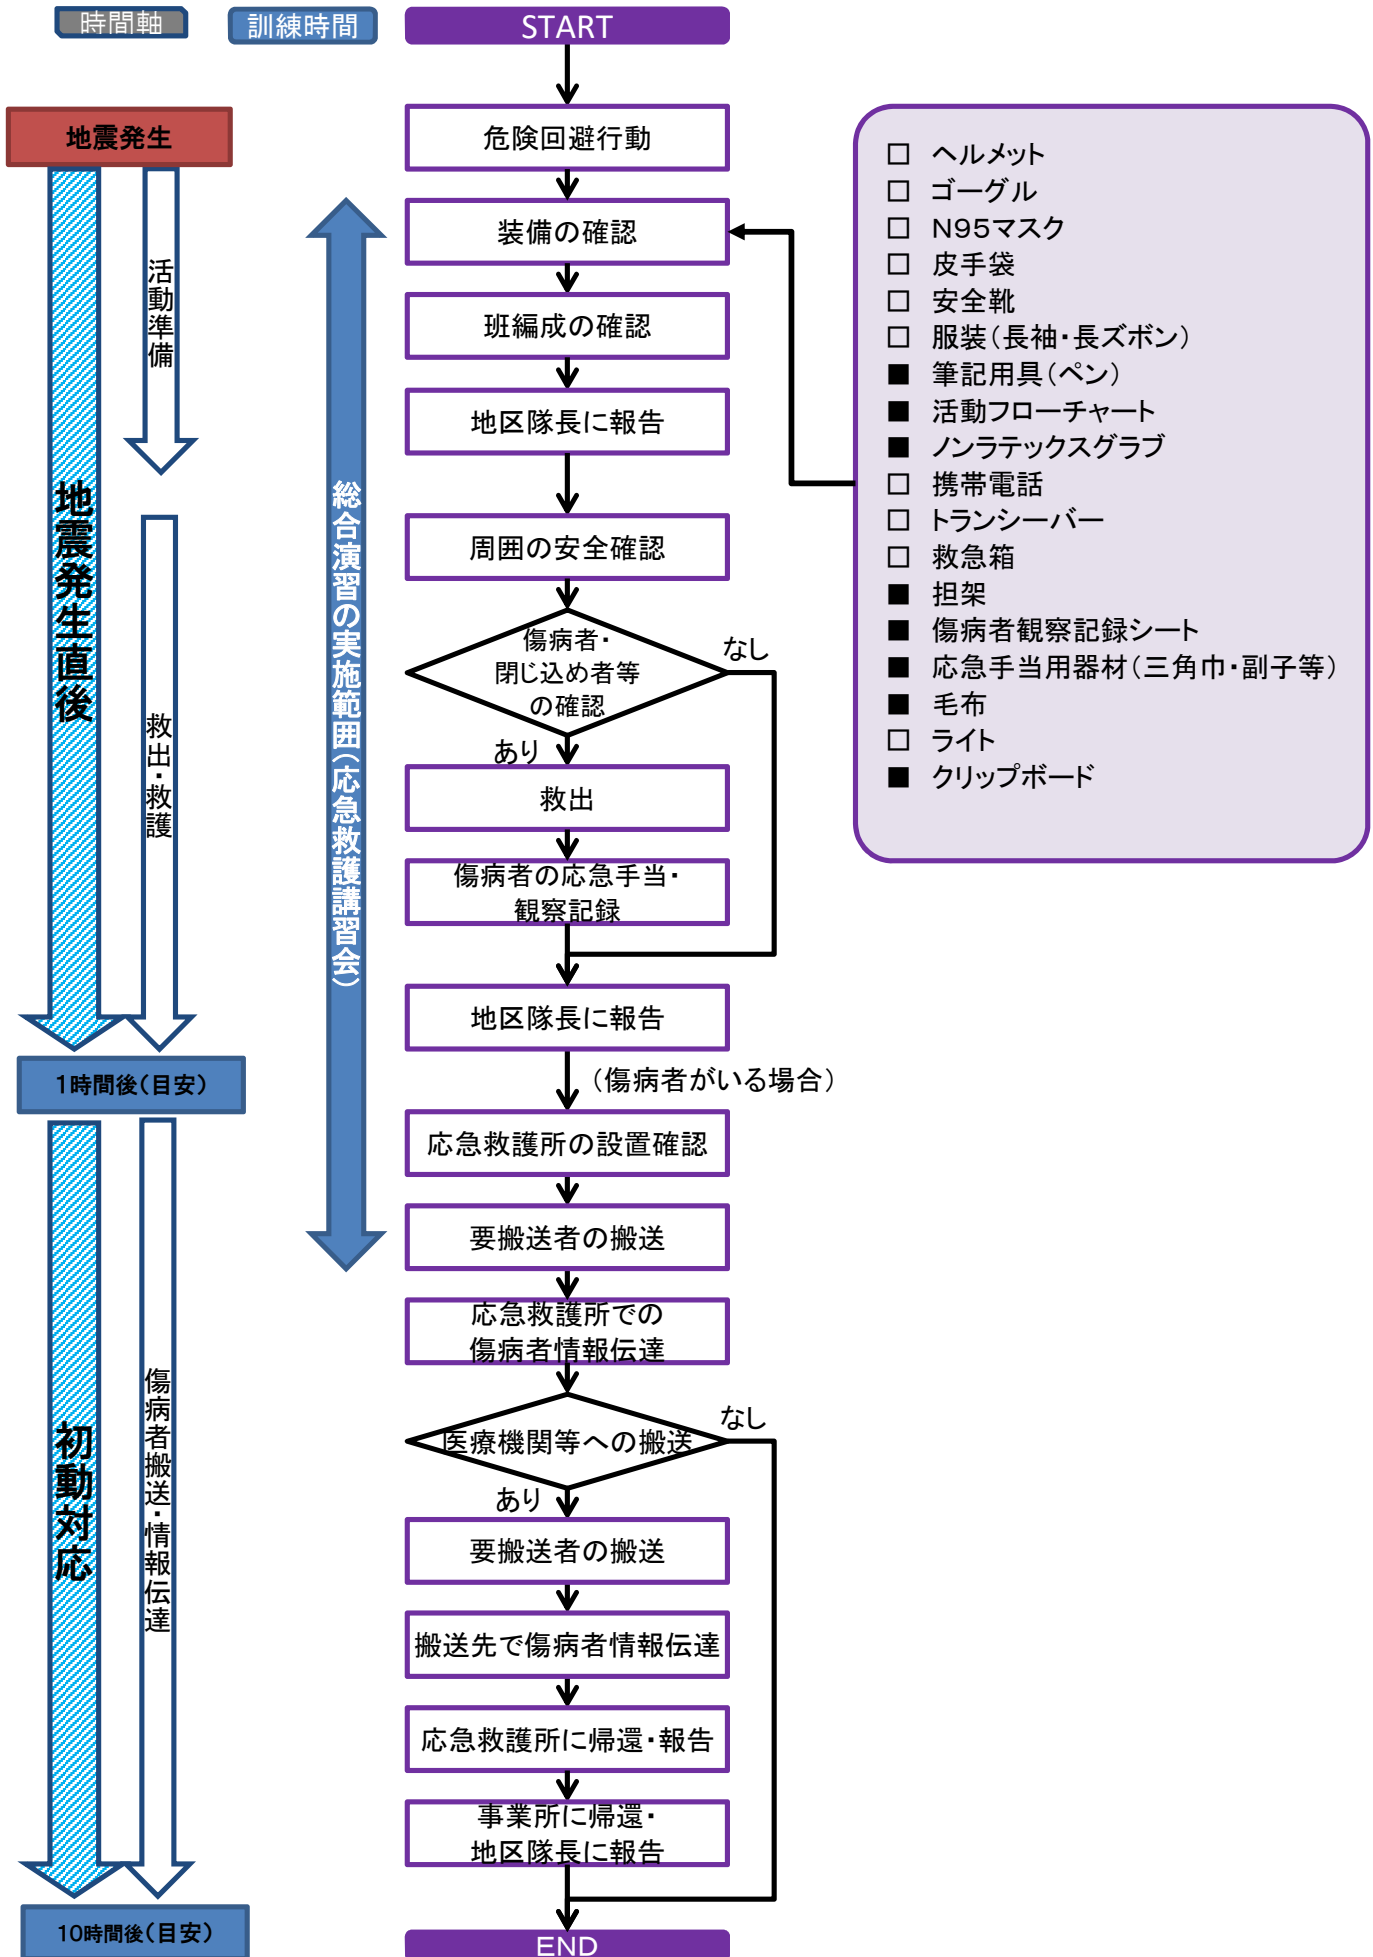 時間軸
訓練時間
START
地震発生
危険回避行動
装備の確認
班編成の確認
地区隊長に報告
周囲の安全確認
傷病者・
閉じ込め者等
の確認
なし
あり
救出
傷病者の応急手当・
観察記録
地区隊長に報告
（傷病者がいる場合）
応急救護所の設置確認
要搬送者の搬送
応急救護所での
傷病者情報伝達
医療機関等への搬送
なし
あり
要搬送者の搬送
搬送先で傷病者情報伝達
応急救護所に帰還・報告
事業所に帰還・
地区隊長に報告
END
地震発生直後
活動準備
救出・救護
1時間後（目安）
初動対応
傷病者搬送・情報伝達
10時間後（目安）
総合演習の実施範囲（応急救護講習会）
□ ヘルメット
□ ゴーグル
□ N95マスク
□ 皮手袋
□ 安全靴
□ 服装（長袖・長ズボン）
■ 筆記用具（ペン）
■ 活動フローチャート
■ ノンラテックスグラブ
□ 携帯電話
□ トランシーバー
□ 救急箱
■ 担架
■ 傷病者観察記録シート
■ 応急手当用器材（三角巾・副子等）
■ 毛布
□ ライト
■ クリップボード